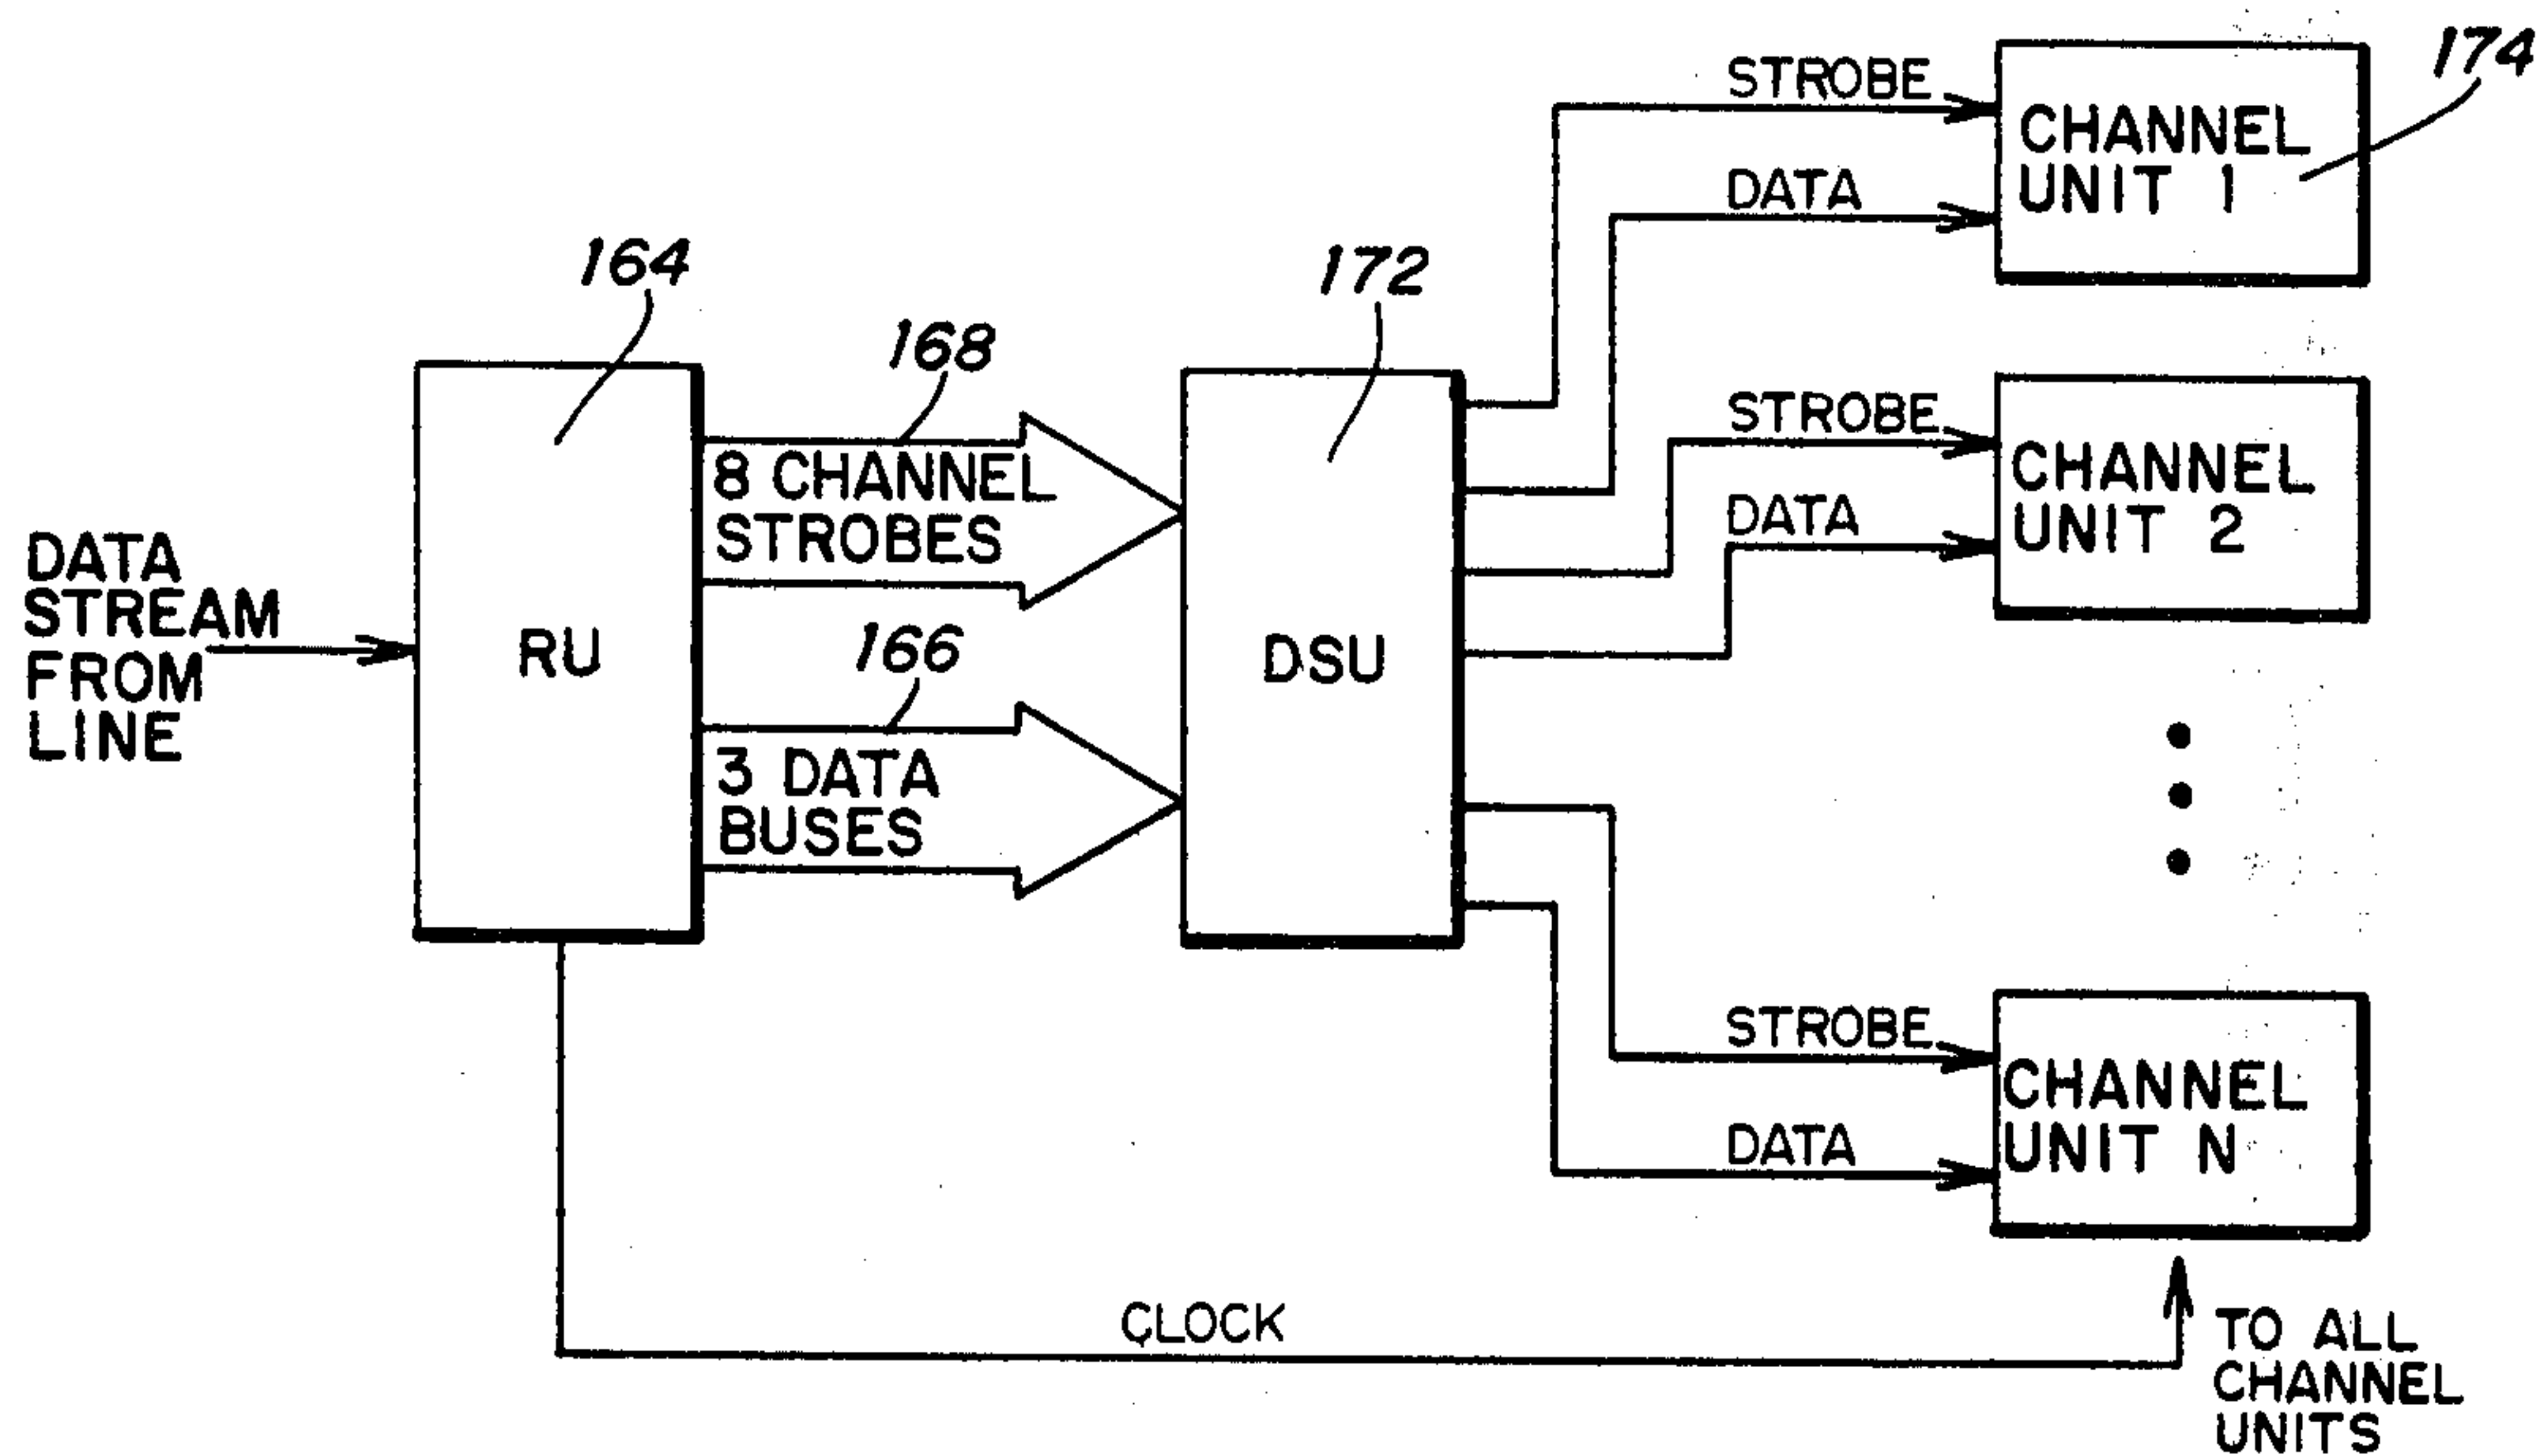 174
STROBE
CHANNEL
UNIT 1
DATA
164
172
168
STROBE
CHANNEL
UNIT 2
8 CHANNEL
STROBES
DATA
DATA
STREAM
FROM
LINE
RU
166
DSU
3 DATA
BUSES
STROBE
CHANNEL
UNIT N
DATA
CLOCK
TO ALL
CHANNEL
UNITS